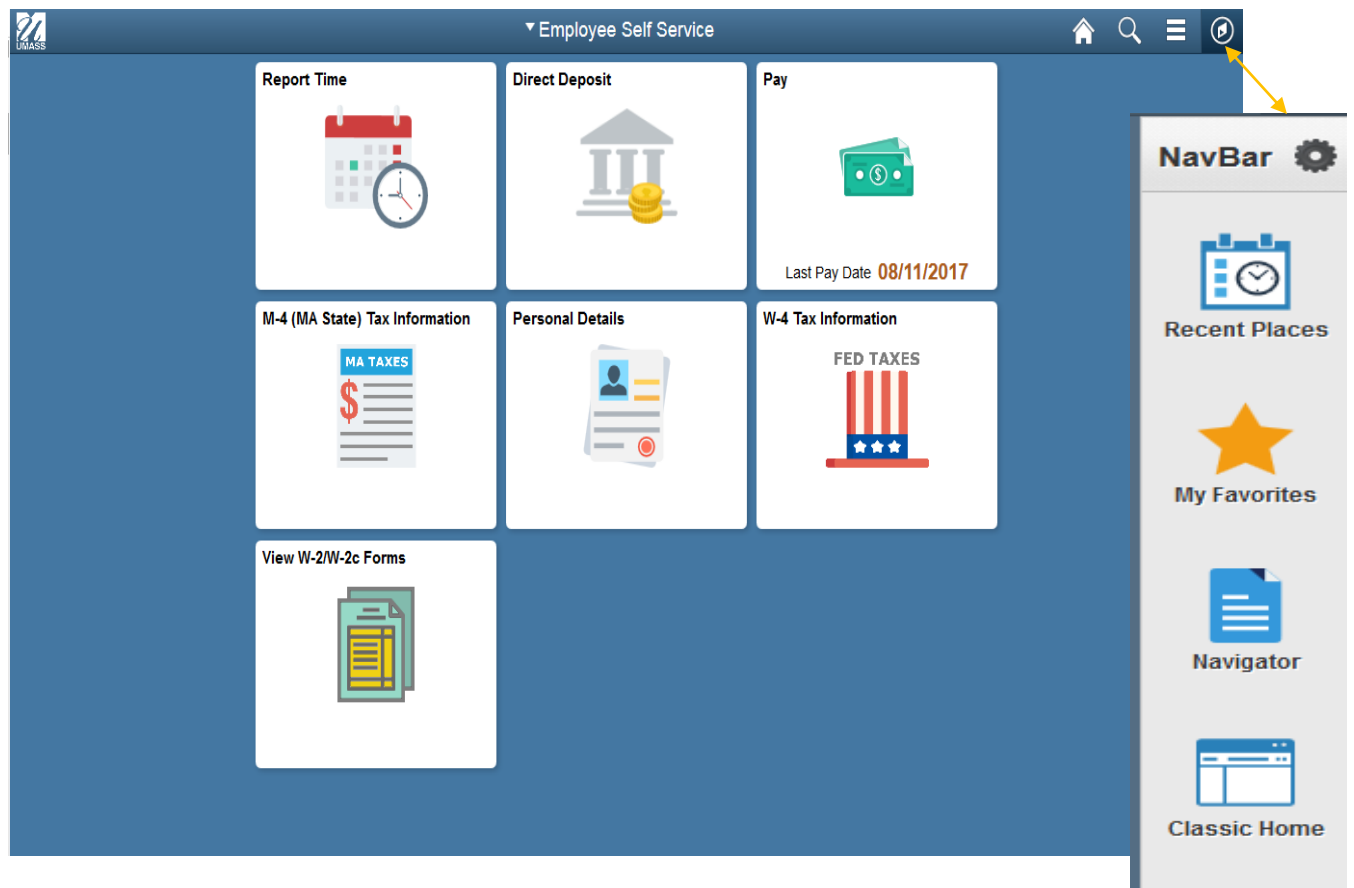 UMASS
Employee Self Service
Report Time
Direct Deposit
Pay
$
Last Pay Date 08/11/2017
M-4 (MA State) Tax Information
MA TAXES
$
Personal Details
W-4 Tax Information
FED TAXES
View W-2/W-2c Forms
NavBar
Recent Places
My Favorites
Navigator
Classic Home